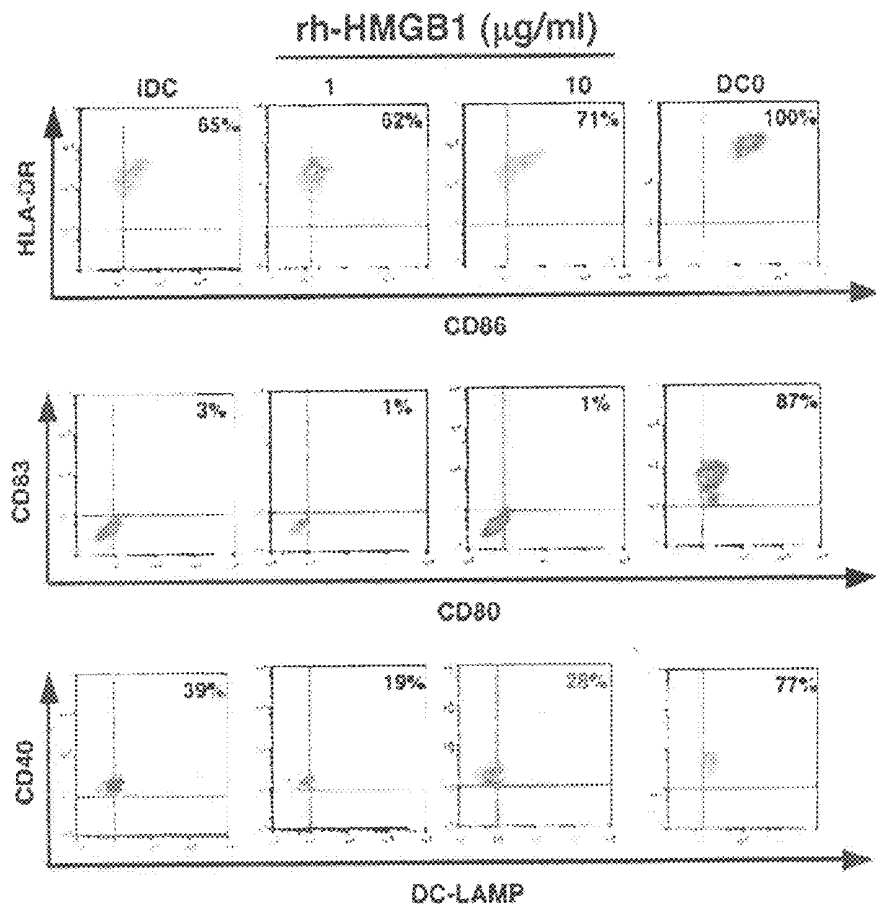 rh-HMGB1 (μg/ml)
iDC 1 10 DC0
65% 62% 71% 100%
HLA-DR
CD86
3% 1% 1% 87%
CD83
CD80
39% 19% 28% 77%
CD40
DC-LAMP